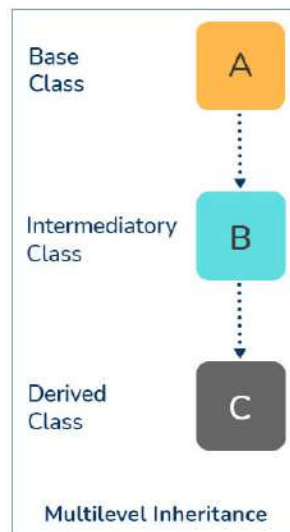 Base
Class
A
Intermediatory
Class
B
Derived
Class
C
Multilevel Inheritance